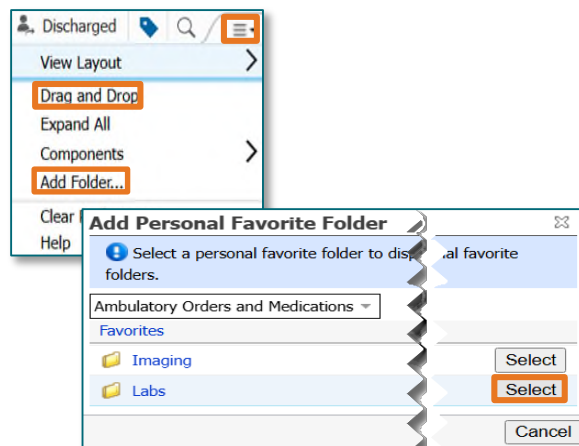 Discharged
View Layout
Drag and Drop
Expand All
Components
Add Folder...
Clear
Help
Add Personal Favorite Folder
Select a personal favorite folder to disp al favorite
folders.
Ambulatory Orders and Medications
Favorites
Imaging Select
Labs Select
Cancel